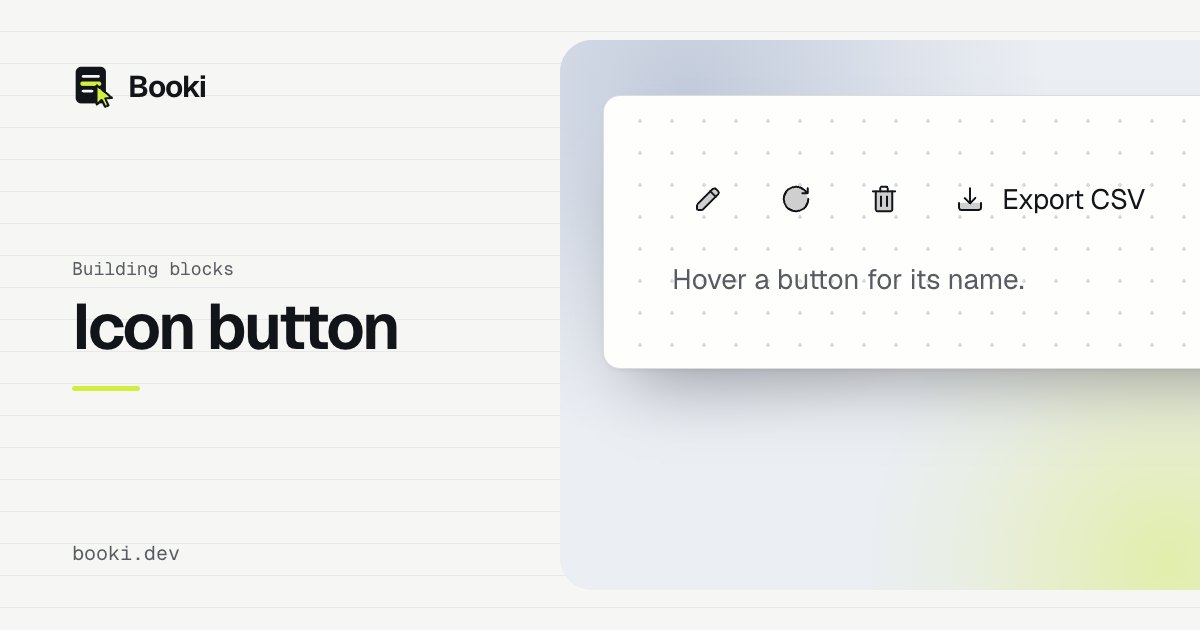 Booki
Building blocks
Icon button
booki.dev
Export CSV
Hover a button for its name.